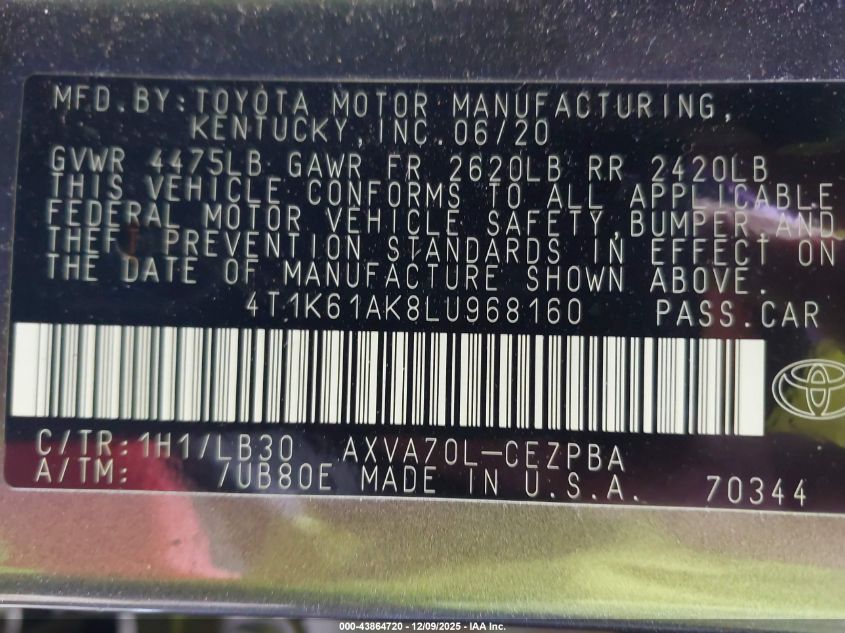 MFD.BY:TOYOTA MOTOR MANUFACTURING,
KENTUCKY,INC.06/20
GVWR 4475LB GAWR FR 2620LB RR 2420LB
THIS VEHICLE CONFORMS TO ALL APPLICABLE
FEDERAL MOTOR VEHICLE SAFETY,BUMPER AND
THEFT PREVENTION STANDARDS IN EFFECT ON
THE DATE OF MANUFACTURE SHOWN ABOVE.
4T1K61AK8LU968160 PASS.CAR
C/TR:1H1/LB30 AXVA70L-CEZPBA
A/TM: /UB80E MADE IN U.S.A. 70344
000-43864720 - 12/09/2025 - IAA Inc.